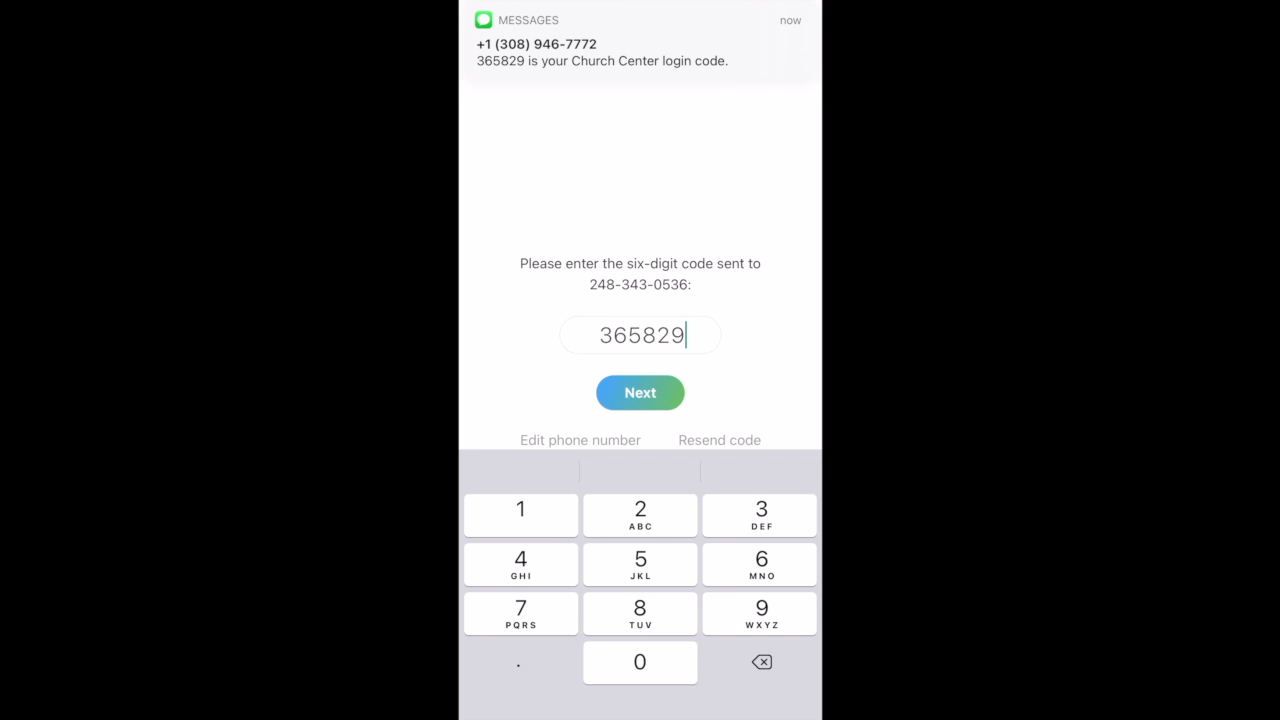 MESSAGES now
+1 (308) 946-7772
365829 is your Church Center login code.
Please enter the six-digit code sent to
248-343-0536:
365829
Next
Edit phone number Resend code
1 2 3
ABC DEF
4 5 6
GHI JKL MNO
7 8 9
PQRS TUV WXYZ
. 0